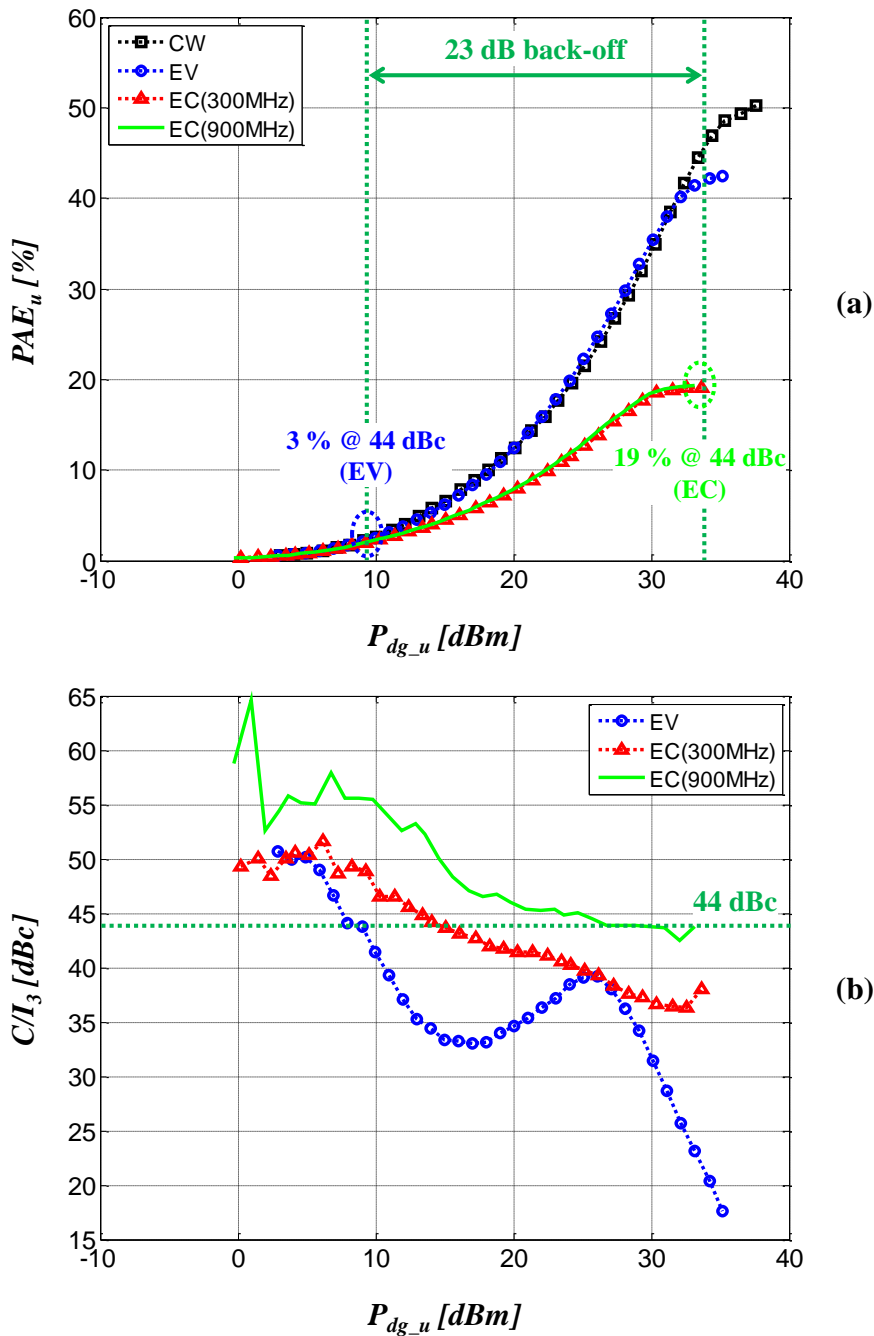 60
50
40
30
20
10
0
PAE_u [%]
CW
EV
EC(300MHz)
EC(900MHz)
23 dB back-off
3 % @ 44 dBc
(EV)
19 % @ 44 dBc
(EC)
-10 0 10 20 30 40
P_dg_u [dBm]
(a)
65
60
55
50
45
40
35
30
25
20
15
C/I_3 [dBc]
EV
EC(300MHz)
EC(900MHz)
44 dBc
-10 0 10 20 30 40
P_dg_u [dBm]
(b)